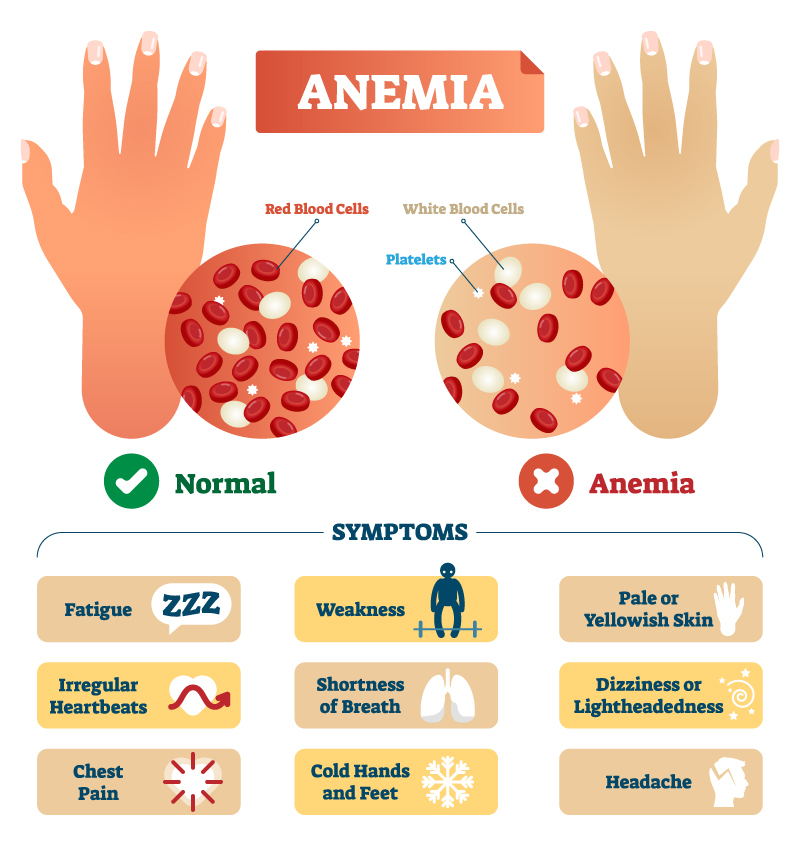 ANEMIA
Red Blood Cells
White Blood Cells
Platelets
Normal
Anemia
SYMPTOMS
Fatigue
ZZZ
Weakness
Pale or
Yellowish Skin
Irregular
Heartbeats
Shortness
of Breath
Dizziness or
Lightheadedness
Chest
Pain
Cold Hands
and Feet
Headache